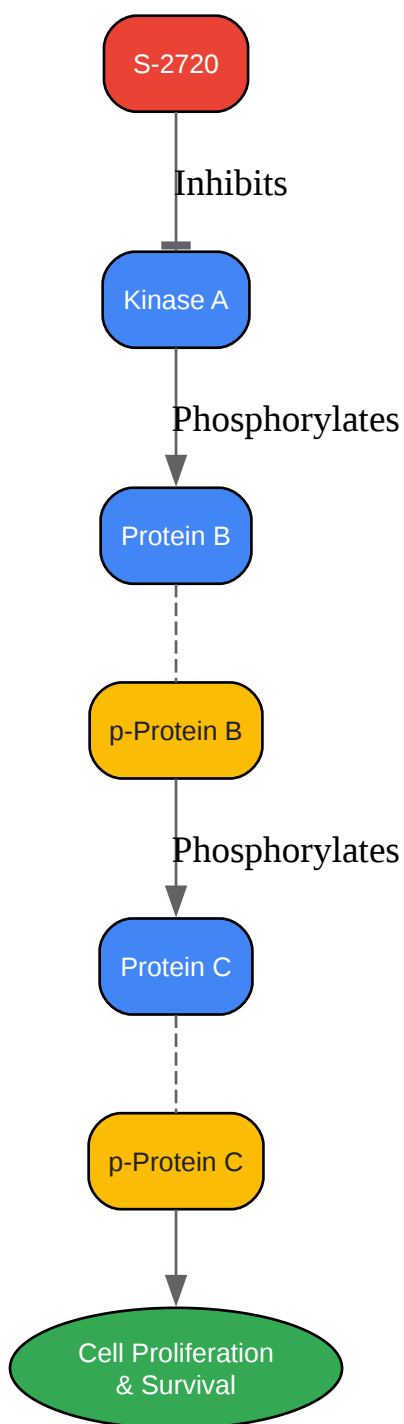 S-2720
Inhibits
Kinase A
Phosphorylates
Protein B
p-Protein B
Phosphorylates
Protein C
p-Protein C
Cell Proliferation
& Survival